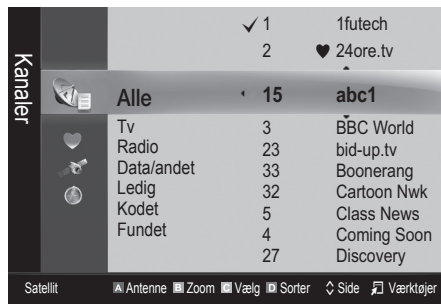 Kanaler
✓ 1 1futech
2 ♥ 24ore.tv
Alle 15 abc1
Tv 3 BBC World
Radio 23 bid-up.tv
Data/andet 33 Boonerang
Ledig 32 Cartoon Nwk
Kodet 5 Class News
Fundet 4 Coming Soon
27 Discovery
Satellit A Antenne B Zoom C Vælg D Sorter Side Værktøjer